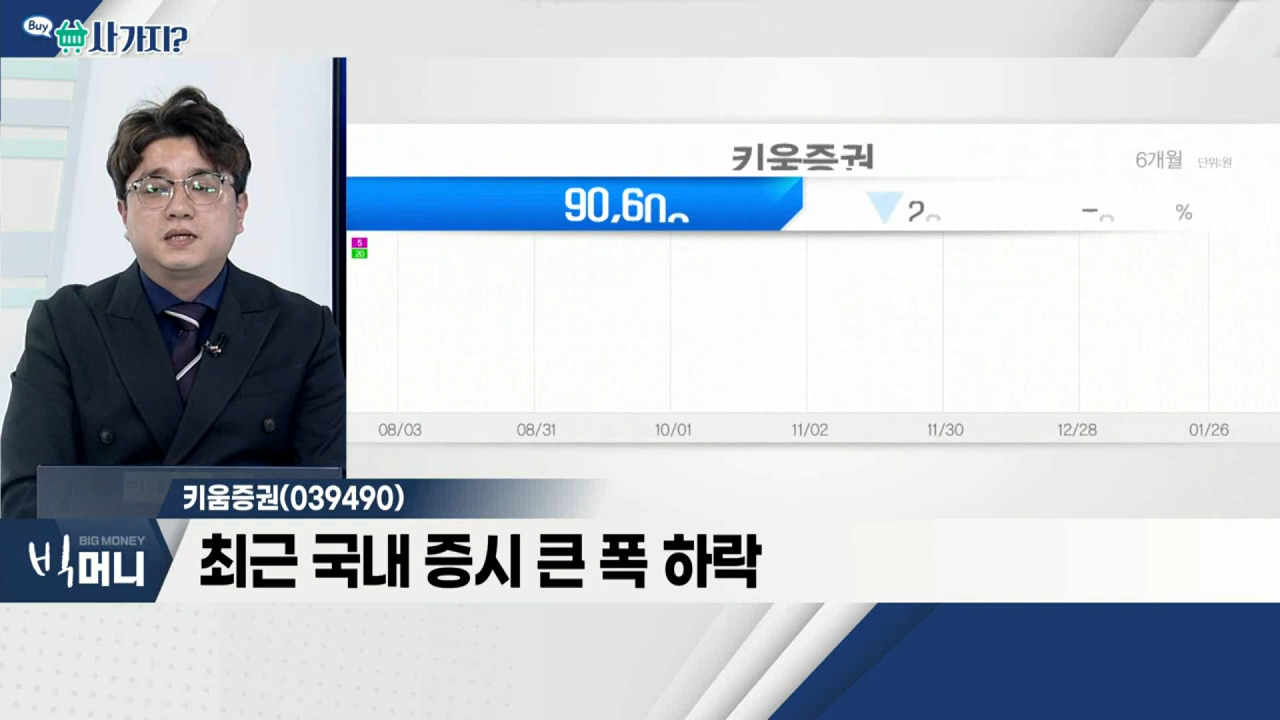 Buy
사가지?
키움증권
6개월 단위:원
90,6
%
5
20
08/03 08/31 10/01 11/02 11/30 12/28 01/26
키움증권(039490)
BIG MONEY
빅머니
최근 국내 증시 큰 폭 하락